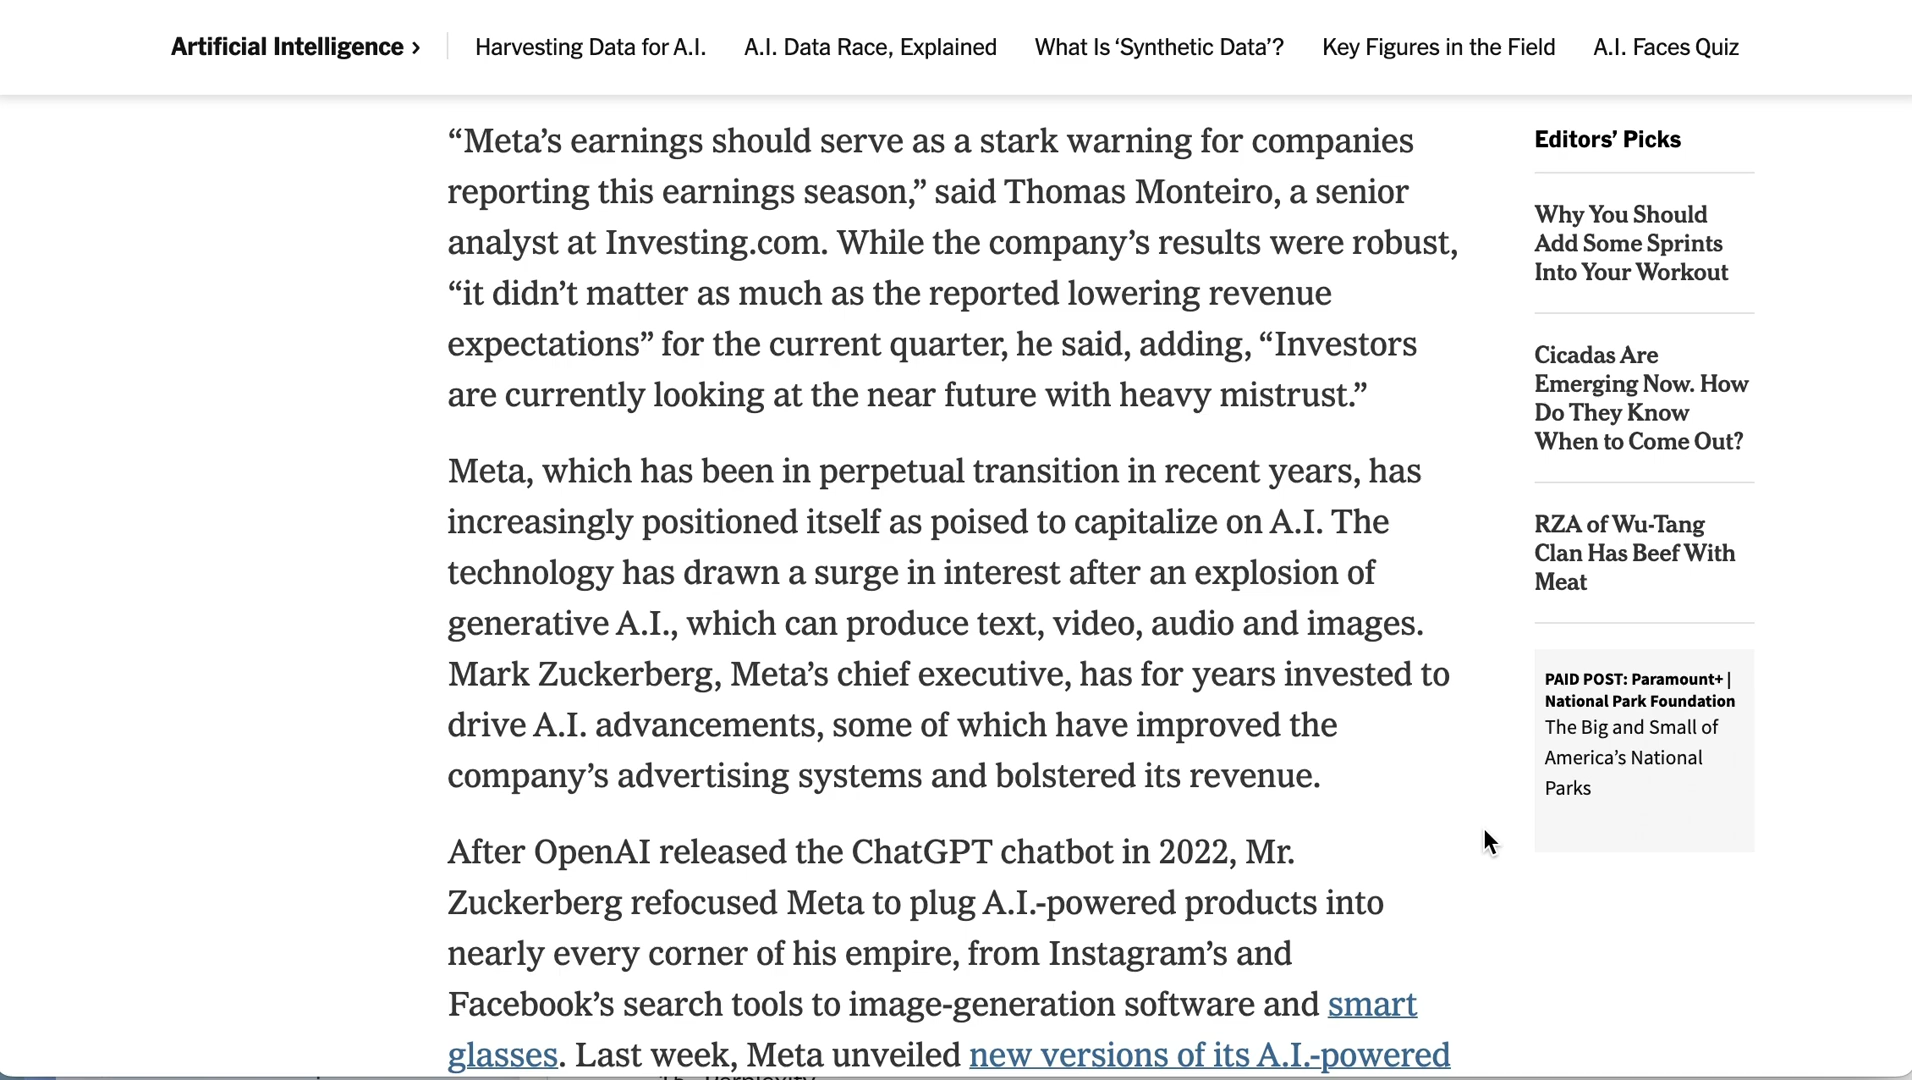 Artificial Intelligence ›
Harvesting Data for A.I.
A.I. Data Race, Explained
What Is ‘Synthetic Data’?
Key Figures in the Field
A.I. Faces Quiz
“Meta’s earnings should serve as a stark warning for companies
reporting this earnings season,” said Thomas Monteiro, a senior
analyst at Investing.com. While the company’s results were robust,
“it didn’t matter as much as the reported lowering revenue
expectations” for the current quarter, he said, adding, “Investors
are currently looking at the near future with heavy mistrust.”
Meta, which has been in perpetual transition in recent years, has
increasingly positioned itself as poised to capitalize on A.I. The
technology has drawn a surge in interest after an explosion of
generative A.I., which can produce text, video, audio and images.
Mark Zuckerberg, Meta’s chief executive, has for years invested to
drive A.I. advancements, some of which have improved the
company’s advertising systems and bolstered its revenue.
After OpenAI released the ChatGPT chatbot in 2022, Mr.
Zuckerberg refocused Meta to plug A.I.-powered products into
nearly every corner of his empire, from Instagram’s and
Facebook’s search tools to image-generation software and smart
glasses. Last week, Meta unveiled new versions of its A.I.-powered
Editors’ Picks
Why You Should
Add Some Sprints
Into Your Workout
Cicadas Are
Emerging Now. How
Do They Know
When to Come Out?
RZA of Wu-Tang
Clan Has Beef With
Meat
PAID POST: Paramount+ |
National Park Foundation
The Big and Small of
America’s National
Parks